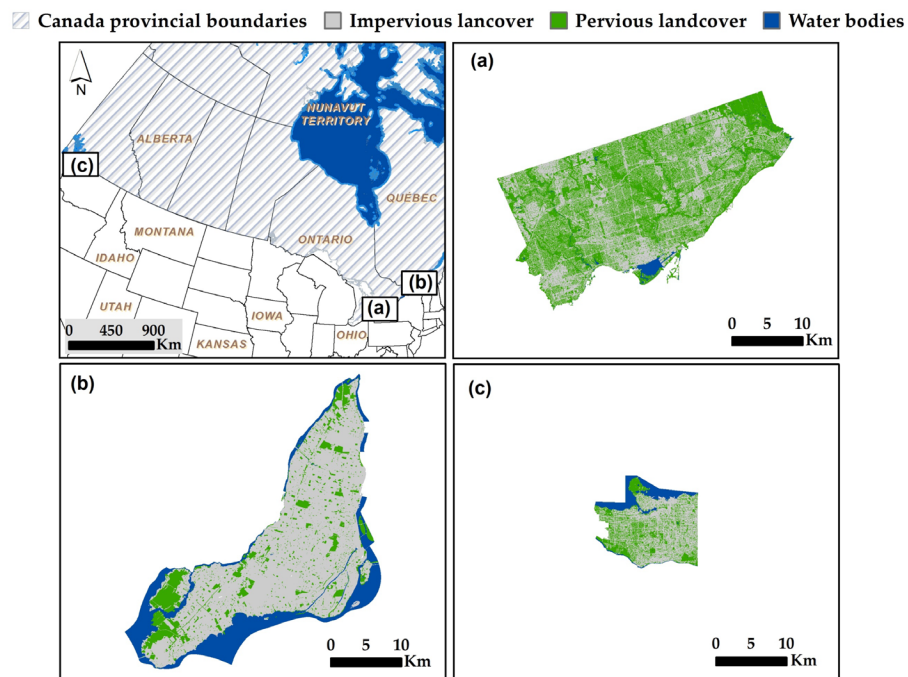 Canada provincial boundaries Impervious lancover Pervious landcover Water bodies
N
NUNAVUT
TERRITORY
ALBERTA
(c)
QUÉBEC
MONTANA
ONTARIO
IDAHO
(b)
UTAH
(a)
IOWA
0 450 900
Km
OHIO
KANSAS
(a)
0 5 10
Km
(b)
0 5 10
Km
(c)
0 5 10
Km